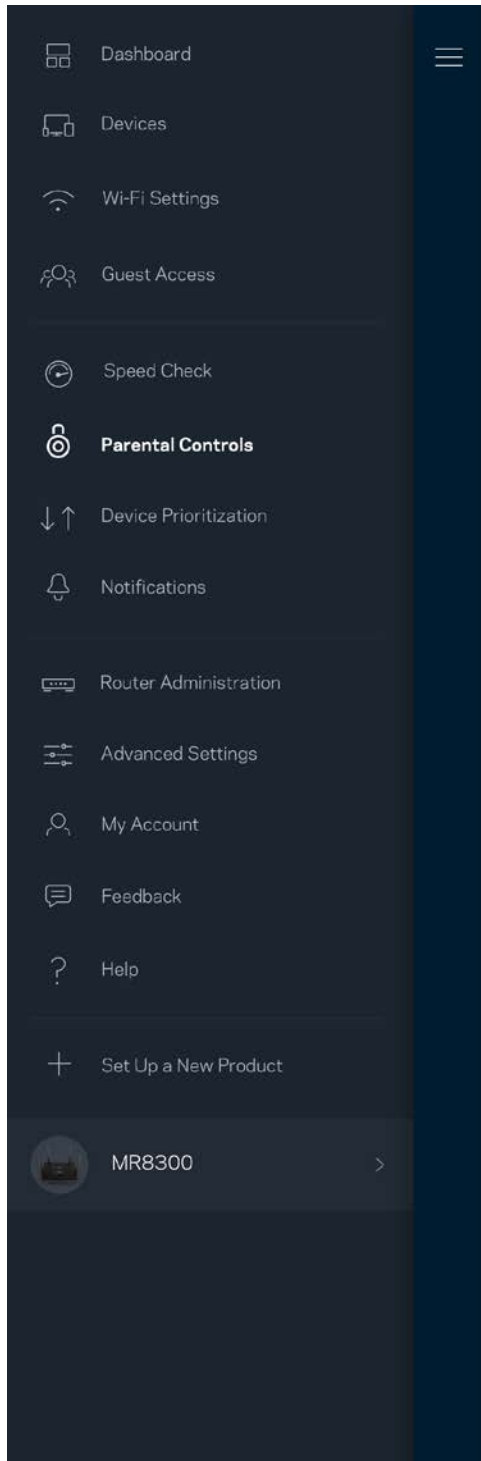 Dashboard
Devices
Wi-Fi Settings
Guest Access
Speed Check
Parental Controls
Device Prioritization
Notifications
Router Administration
Advanced Settings
My Account
Feedback
Help
Set Up a New Product
MR8300